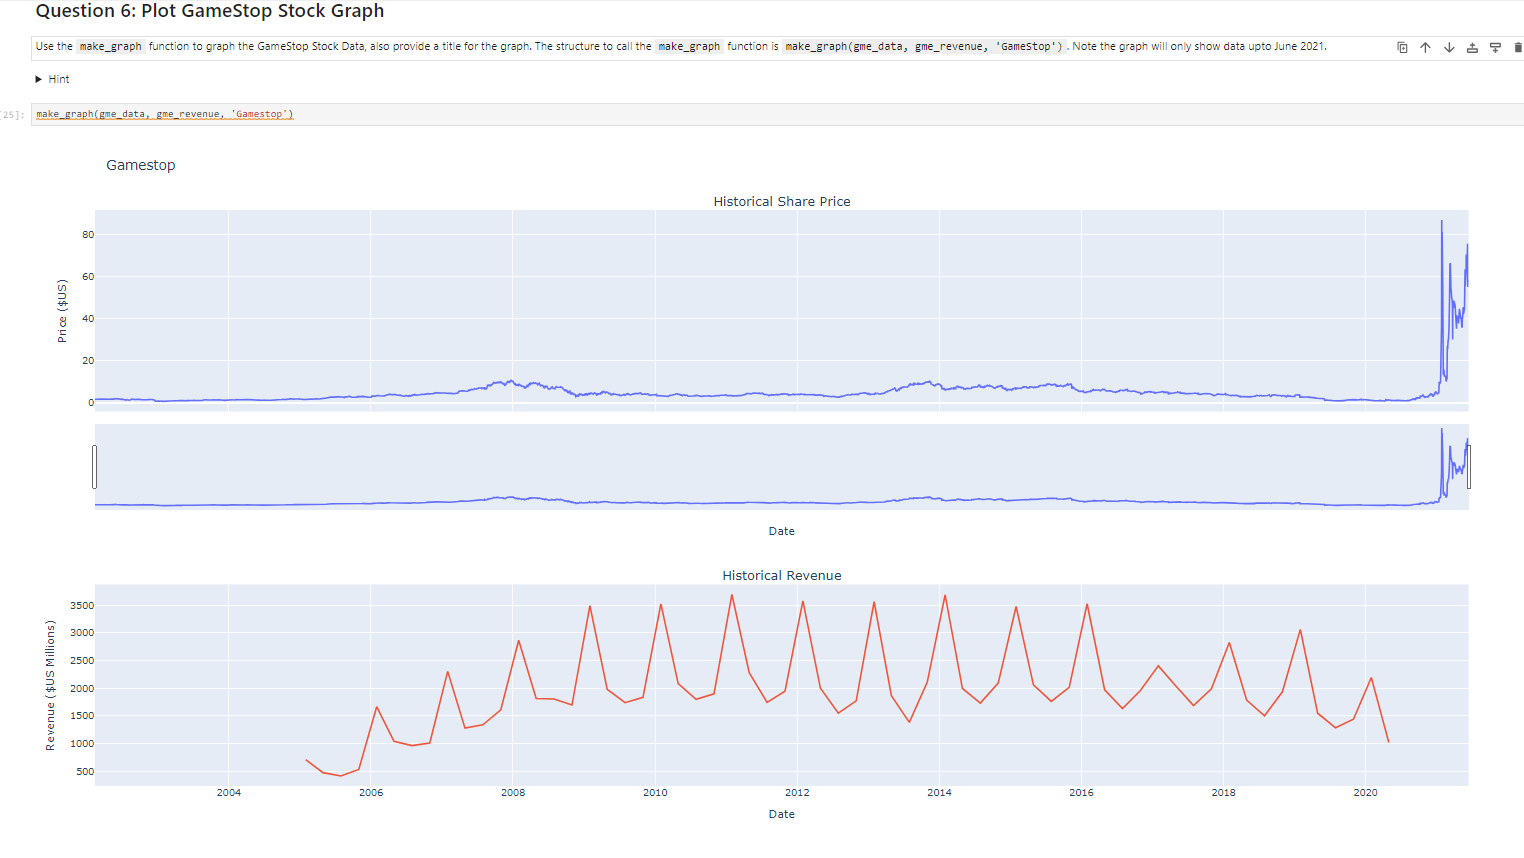 Question 6: Plot GameStop Stock Graph
Use the make_graph function to graph the GameStop Stock Data, also provide a title for the graph. The structure to call the make_graph function is make_graph(gme_data, gme_revenue, 'GameStop') . Note the graph will only show data upto June 2021.
Hint
[25]: make_graph(gme_data, gme_revenue, 'Gamestop')
Gamestop
Historical Share Price
80
60
40
20
0
Price ($US)
Date
Historical Revenue
3500
3000
2500
2000
1500
1000
500
Revenue ($US Millions)
2004 2006 2008 2010 2012 2014 2016 2018 2020
Date